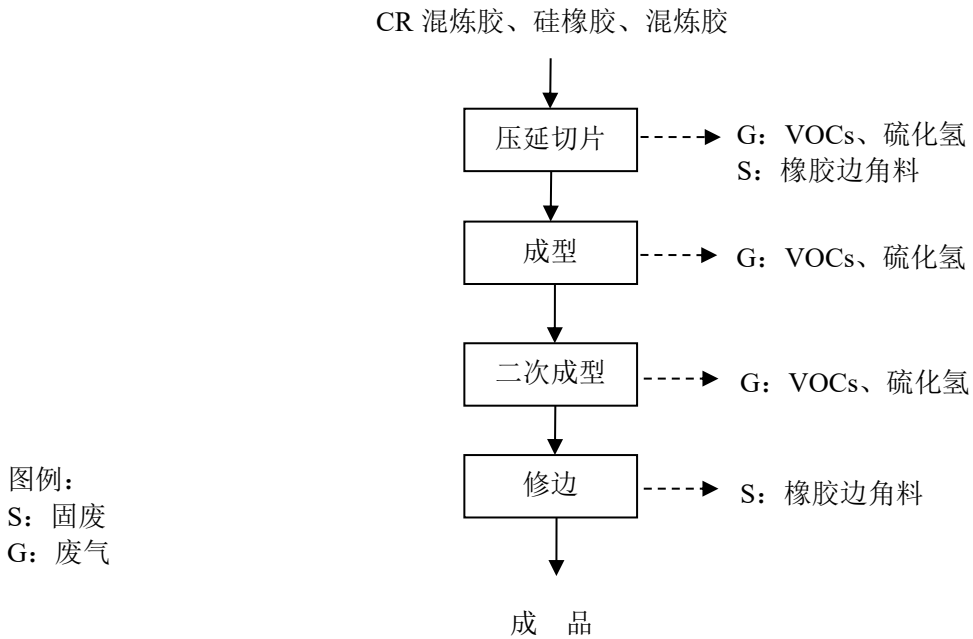 CR 混炼胶、硅橡胶、混炼胶
压延切片
G：VOCs、硫化氢
S：橡胶边角料
成型
G：VOCs、硫化氢
二次成型
G：VOCs、硫化氢
修边
S：橡胶边角料
图例：
S：固废
G：废气
成 品